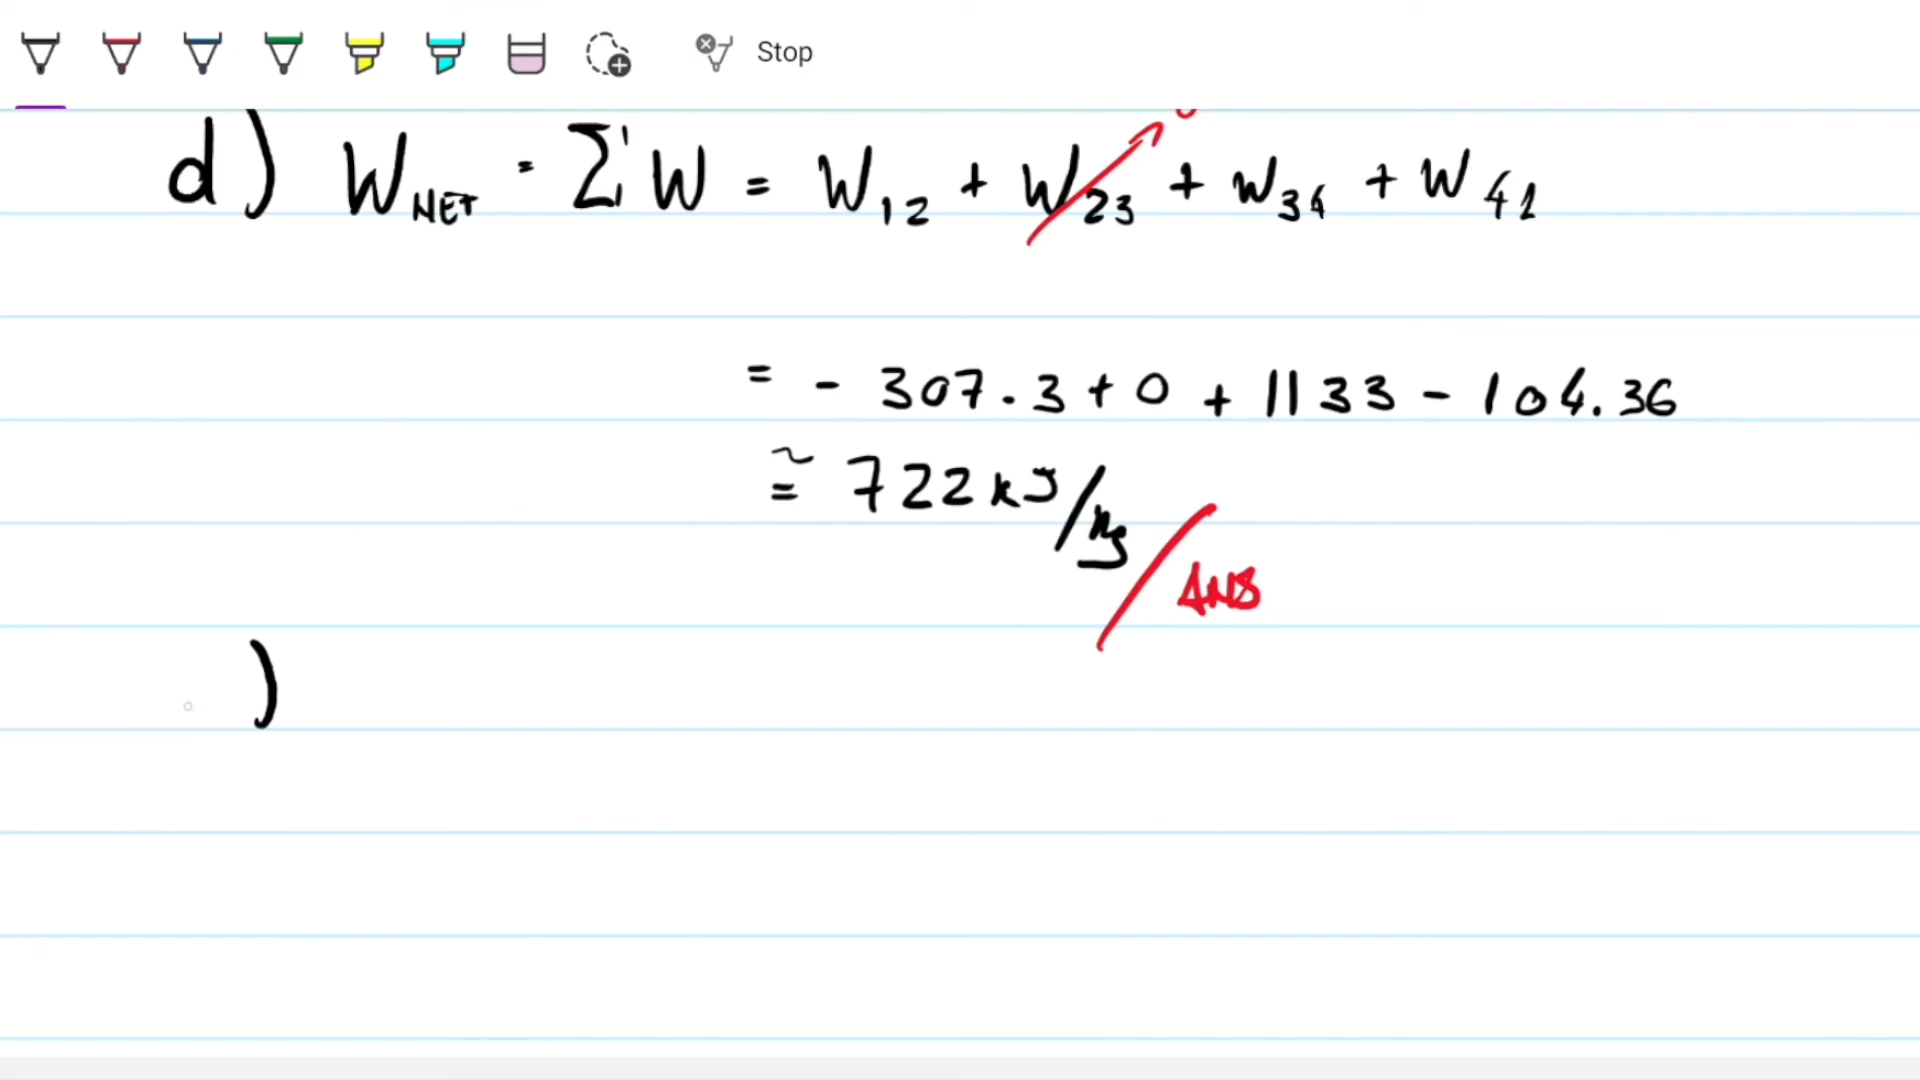 Stop
d) W_NET = Σ W = W_12 + W_23 + W_34 + W_41
= - 307.3 + 0 + 1133 - 104.36
≅ 722 kJ/kg ANS
)